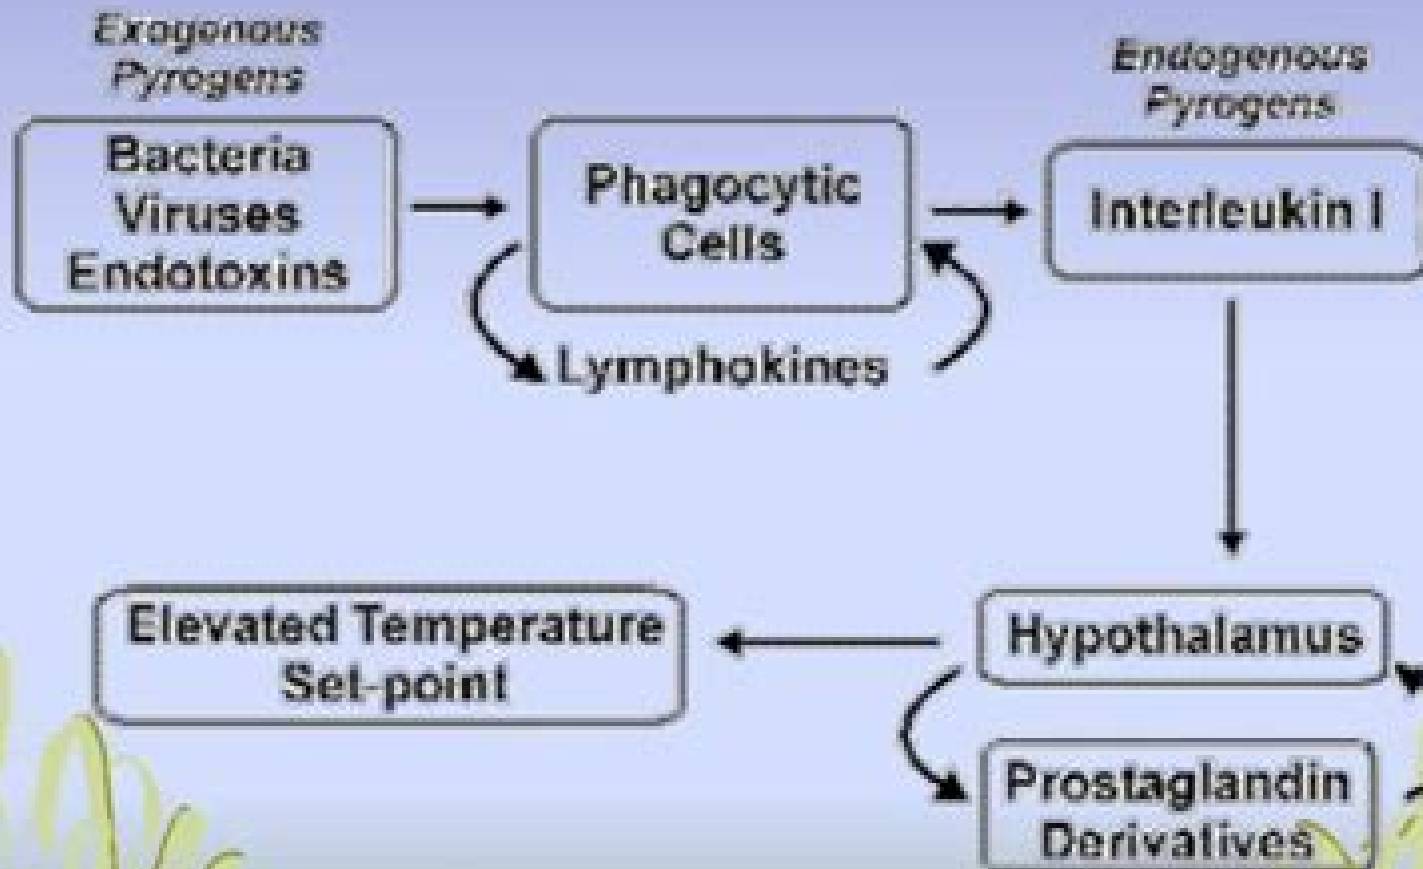 Exogenous
Pyrogens
Bacteria
Viruses
Endotoxins
Phagocytic
Cells
Lymphokines
Endogenous
Pyrogens
Interleukin I
Hypothalamus
Prostaglandin
Derivatives
Elevated Temperature
Set-point